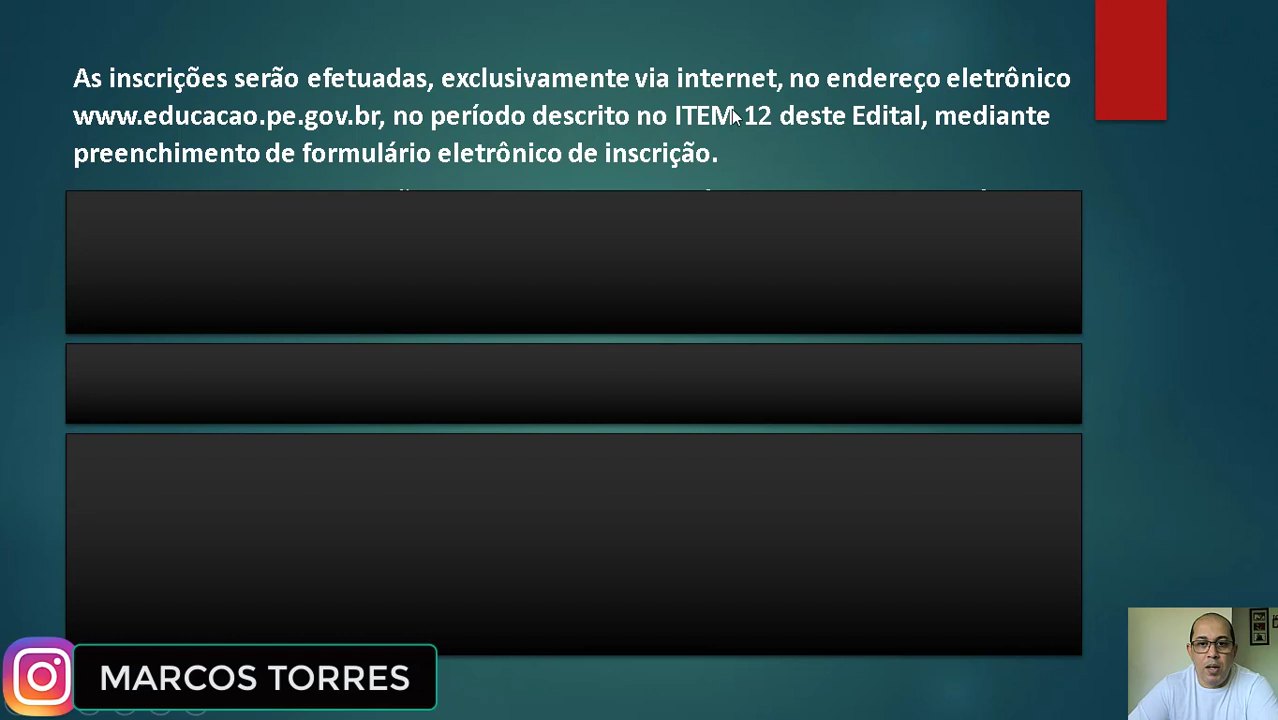 As inscrições serão efetuadas, exclusivamente via internet, no endereço eletrônico
www.educacao.pe.gov.br, no período descrito no ITEM 12 deste Edital, mediante
preenchimento de formulário eletrônico de inscrição.
MARCOS TORRES